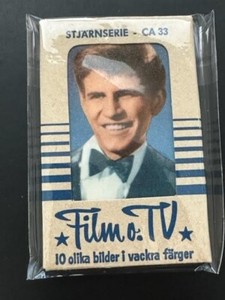 STJÄRNSERIE - CA 33
Film o. TV
10 olika bilder i vackra färger